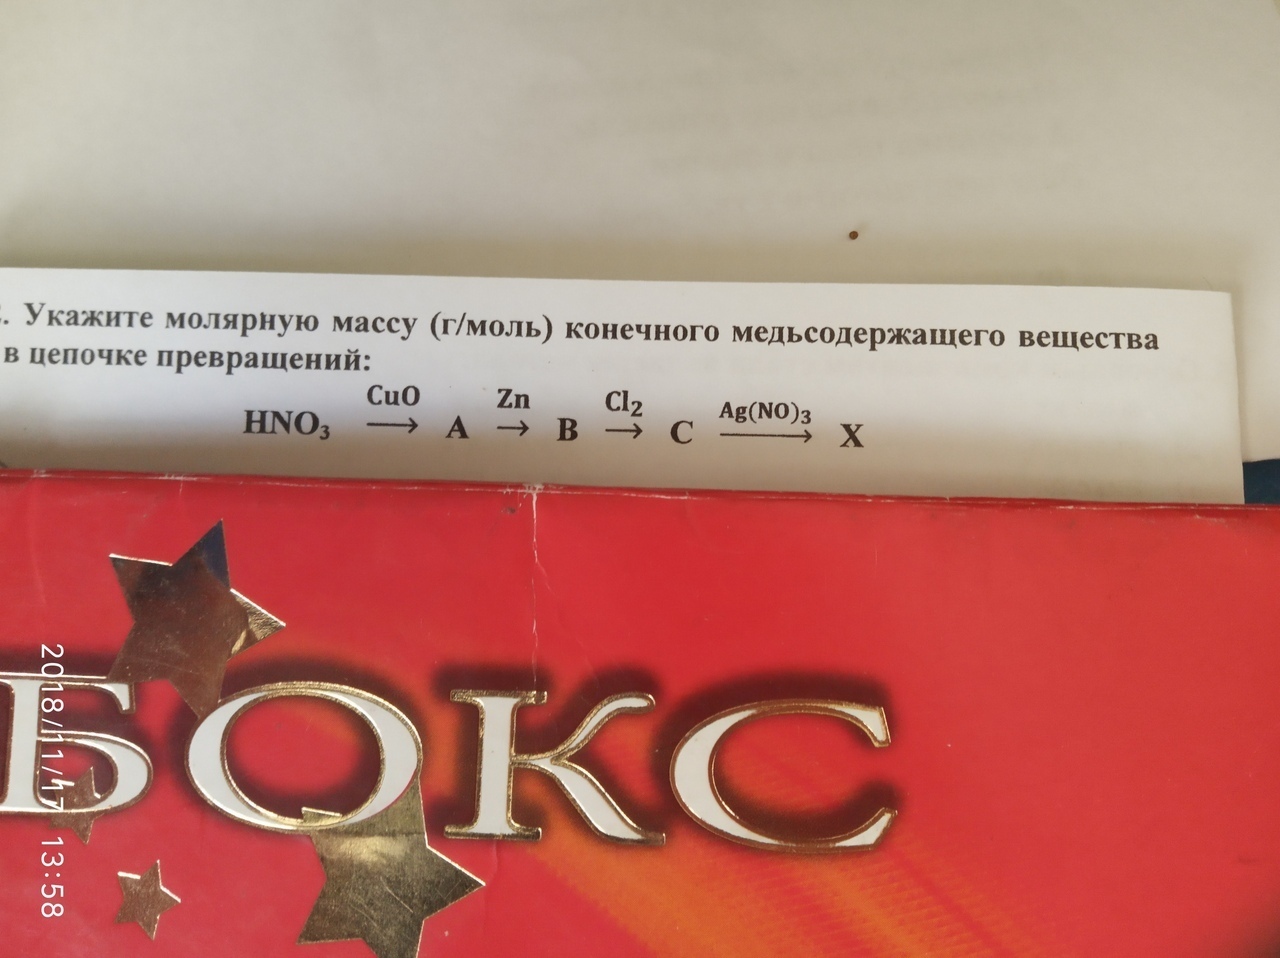 . Укажите молярную массу (г/моль) конечного медьсодержащего вещества
в цепочке превращений:
HNO₃ →(CuO) A →(Zn) B →(Cl₂) C →(Ag(NO)₃) X
БОКС
2018/11/17 13:58